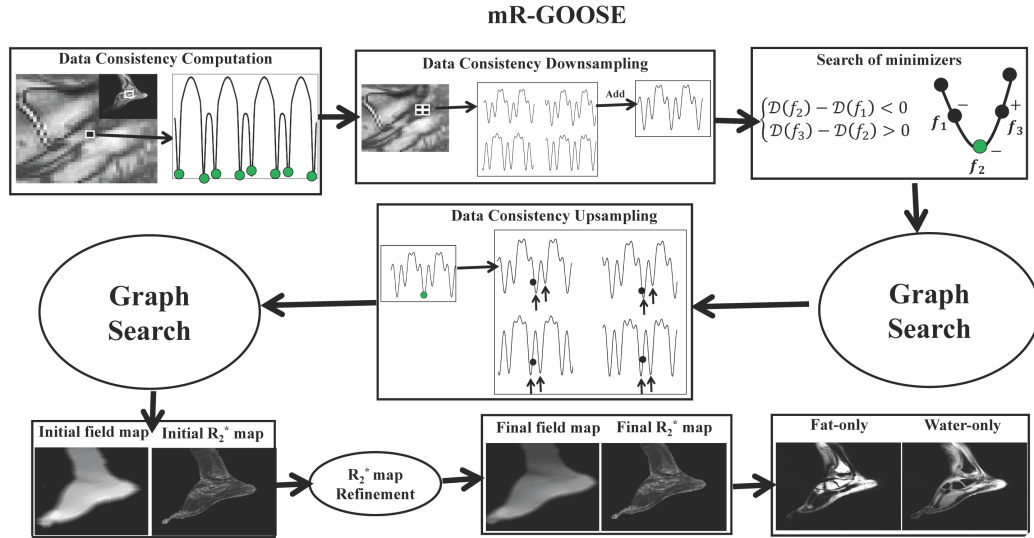 mR-GOOSE
Data Consistency Computation
Data Consistency Downsampling
Add
Search of minimizers
𝒟(f₂) − 𝒟(f₁) < 0
𝒟(f₃) − 𝒟(f₂) > 0
−
+
f₁
f₃
−
f₂
Graph
Search
Data Consistency Upsampling
Graph
Search
Initial field map
Initial R₂* map
R₂* map
Refinement
Final field map
Final R₂* map
Fat-only
Water-only